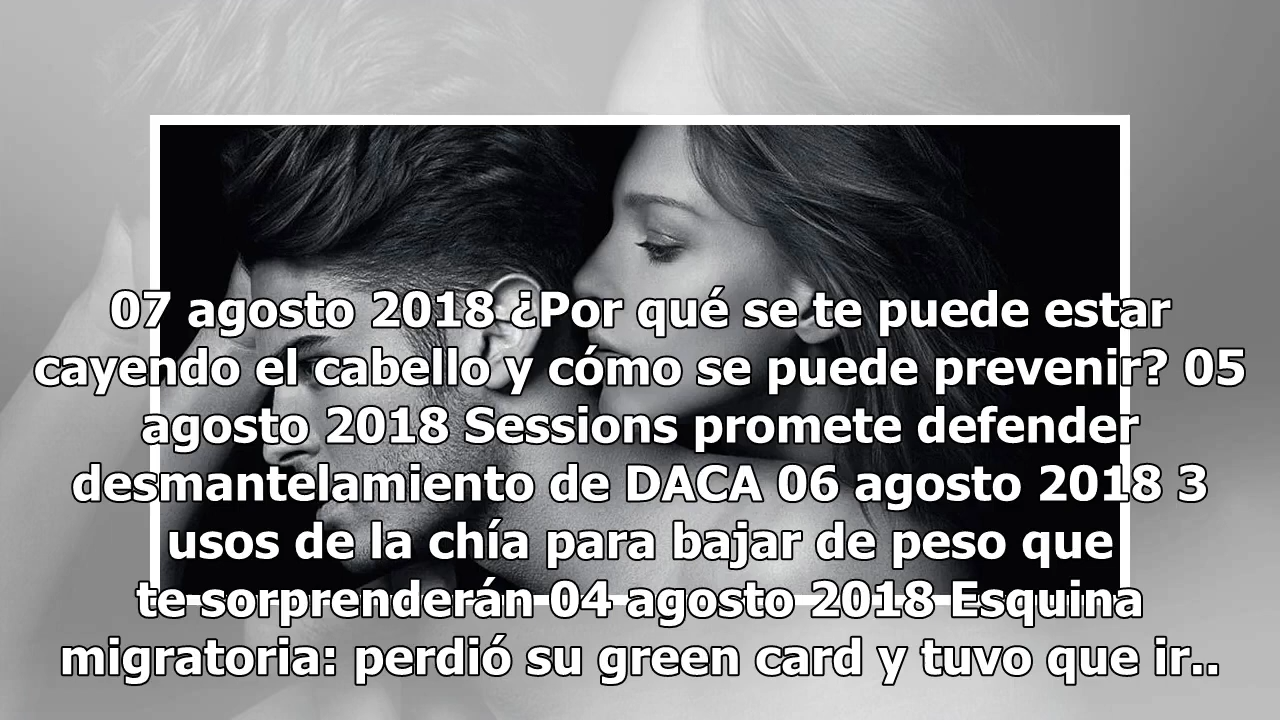 07 agosto 2018 ¿Por qué se te puede estar
cayendo el cabello y cómo se puede prevenir? 05
agosto 2018 Sessions promete defender
desmantelamiento de DACA 06 agosto 2018 3
usos de la chía para bajar de peso que
te sorprenderán 04 agosto 2018 Esquina
migratoria: perdió su green card y tuvo que ir..